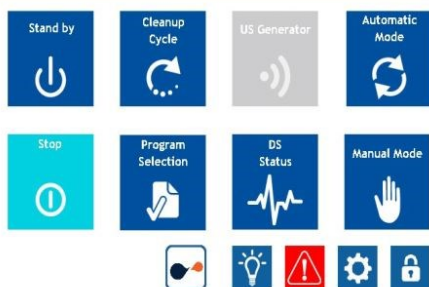 Stand by
Cleanup
Cycle
US Generator
Automatic
Mode
Stop
Program
Selection
DS
Status
Manual Mode